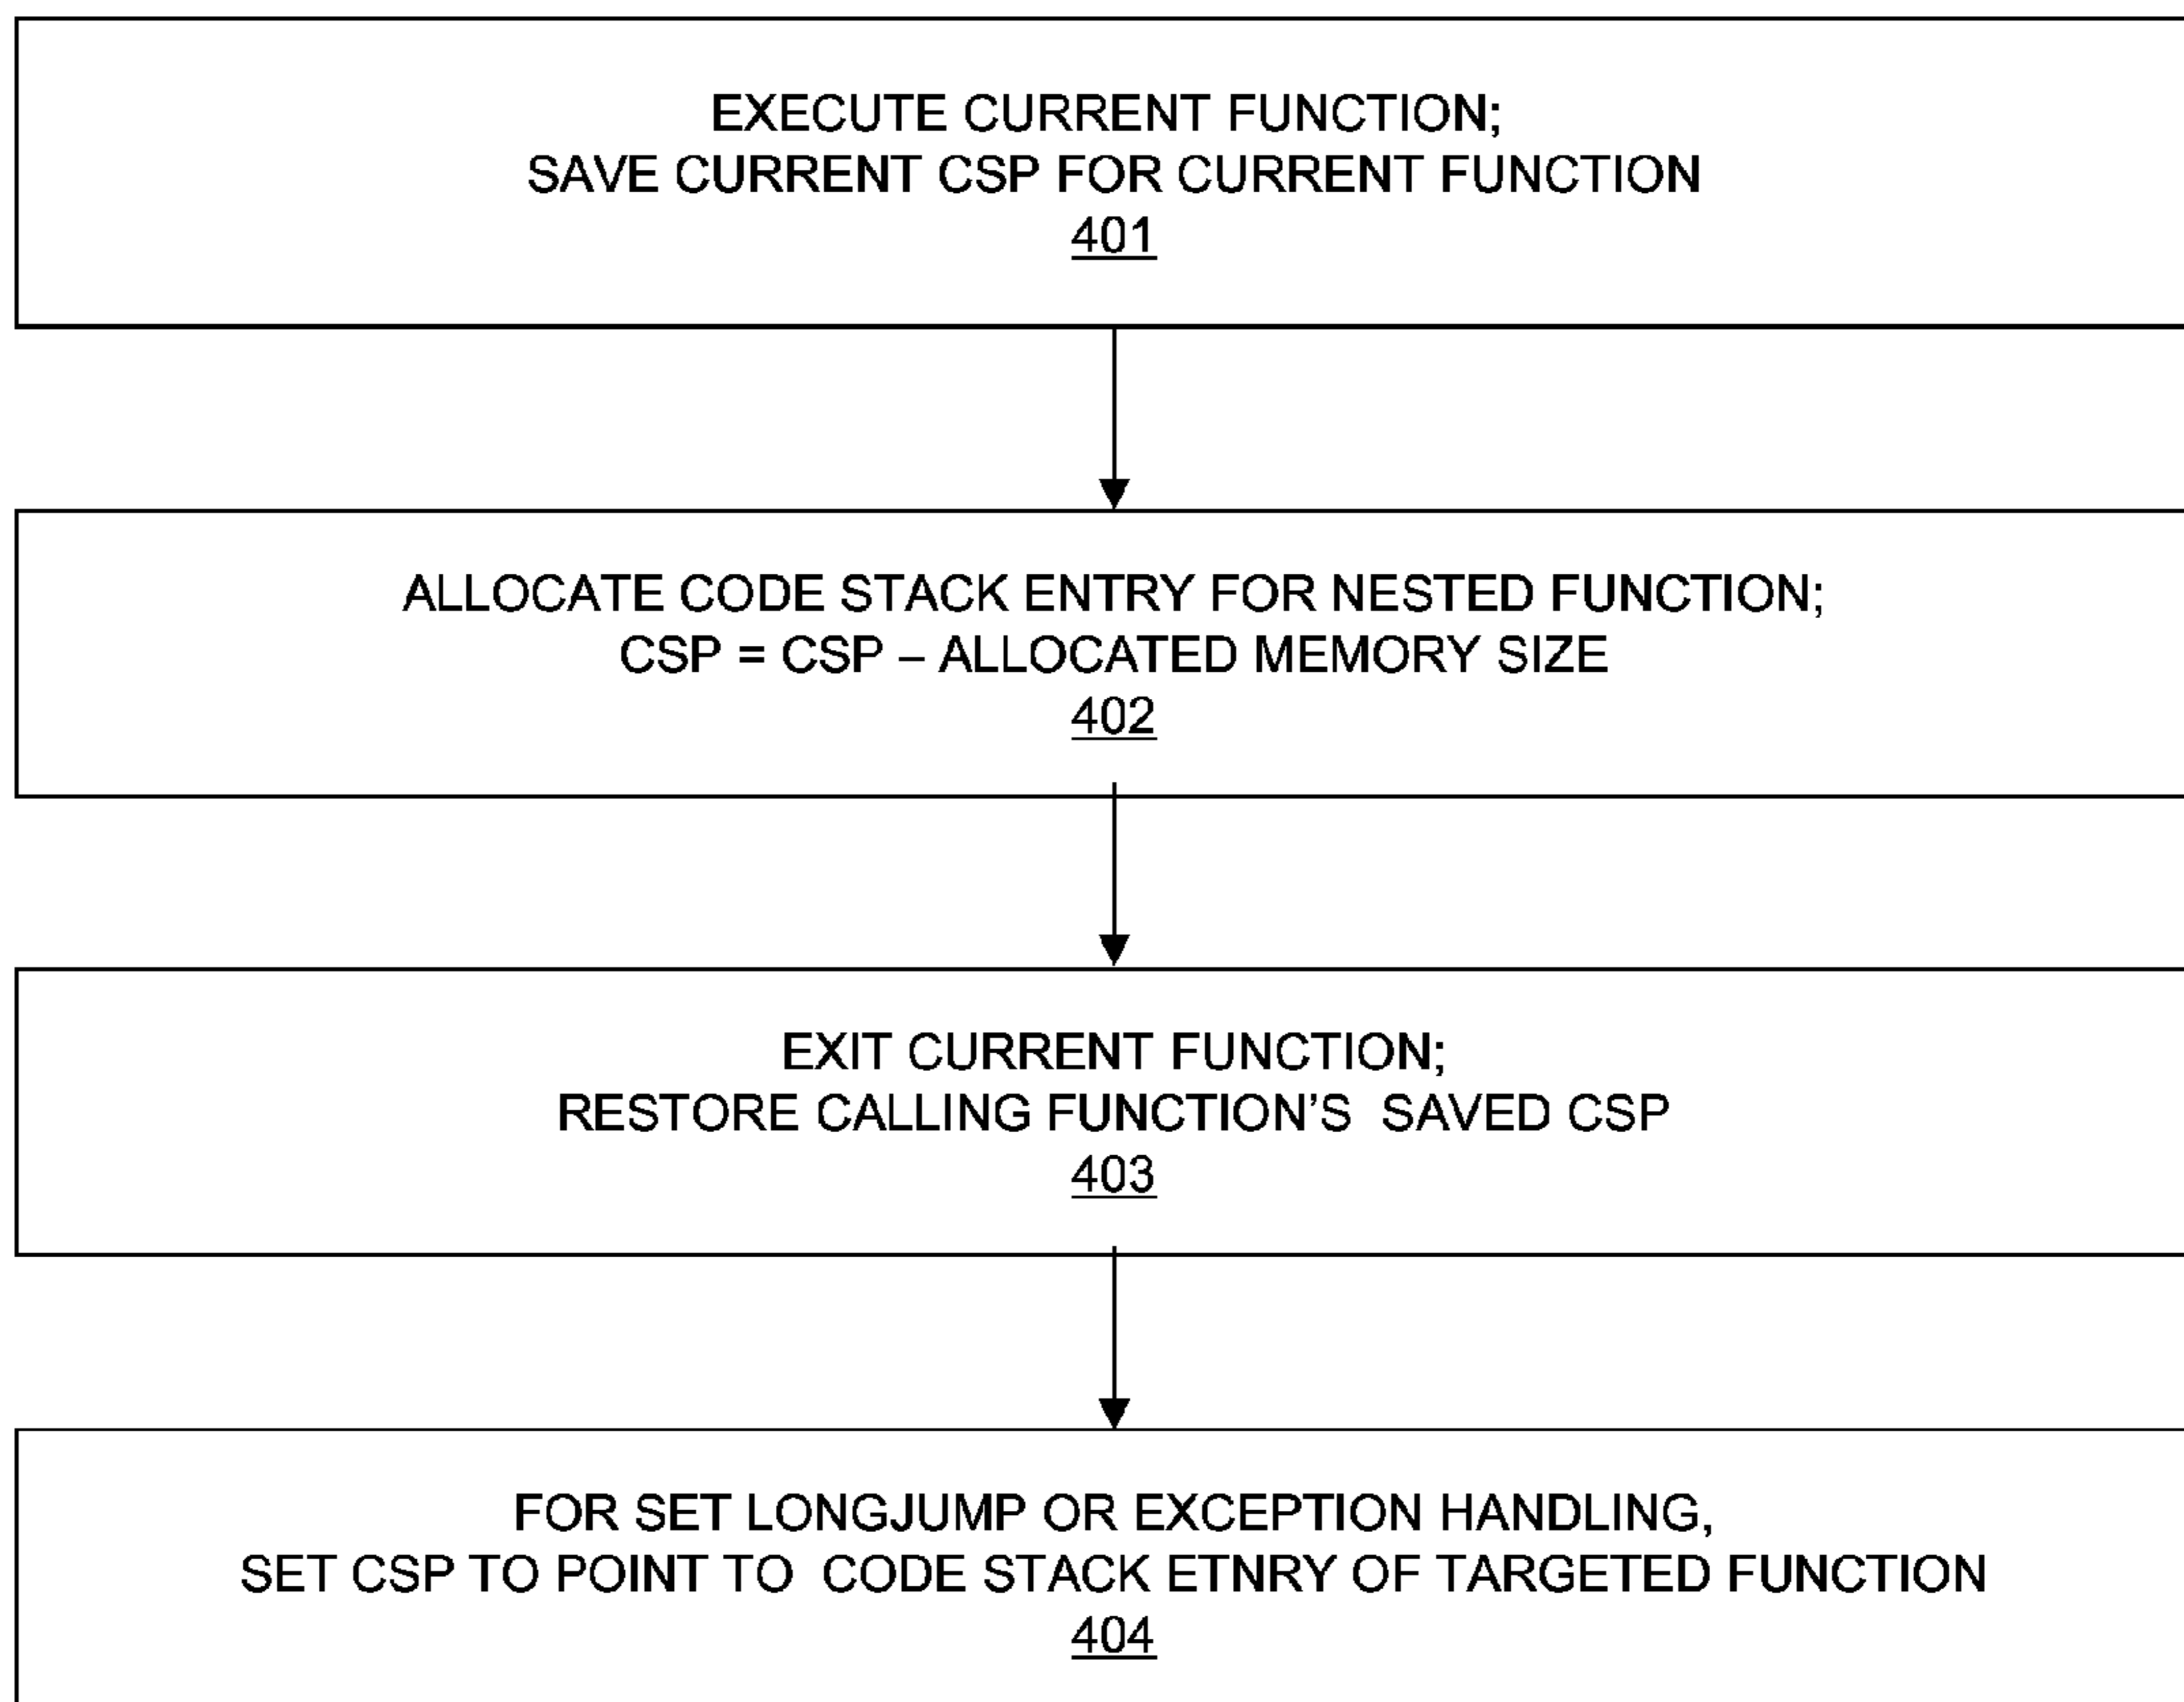 EXECUTE CURRENT FUNCTION;
SAVE CURRENT CSP FOR CURRENT FUNCTION
401
ALLOCATE CODE STACK ENTRY FOR NESTED FUNCTION;
CSP = CSP – ALLOCATED MEMORY SIZE
402
EXIT CURRENT FUNCTION;
RESTORE CALLING FUNCTION'S SAVED CSP
403
FOR SET LONGJUMP OR EXCEPTION HANDLING,
SET CSP TO POINT TO CODE STACK ETNRY OF TARGETED FUNCTION
404